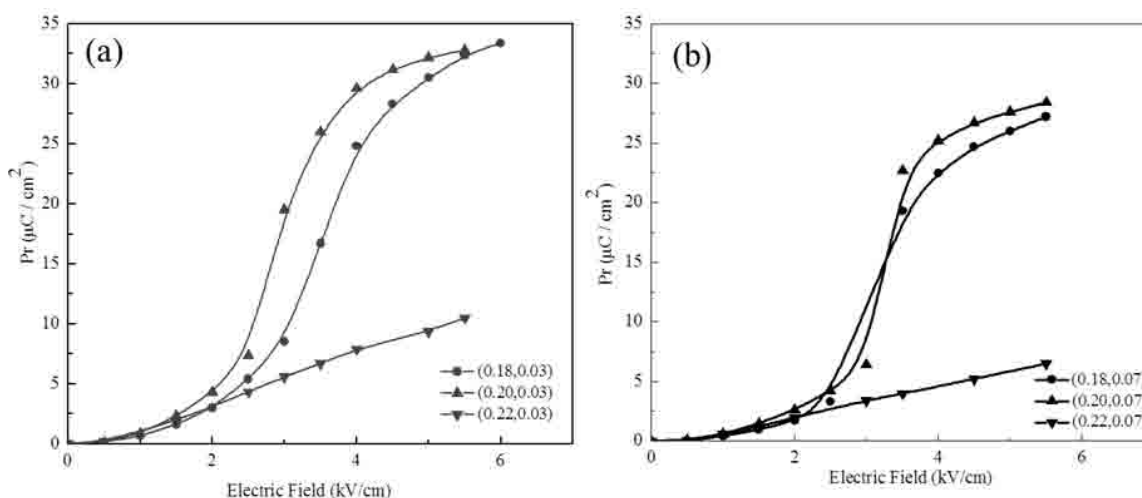 (a)
35
30
25
20
15
10
5
0
Pr (μC / cm²)
0 2 4 6
Electric Field (kV/cm)
(0.18,0.03)
(0.20,0.03)
(0.22,0.03)
(b)
35
30
25
20
15
10
5
0
Pr (μC / cm²)
0 2 4 6
Electric Field (kV/cm)
(0.18,0.07)
(0.20,0.07)
(0.22,0.07)